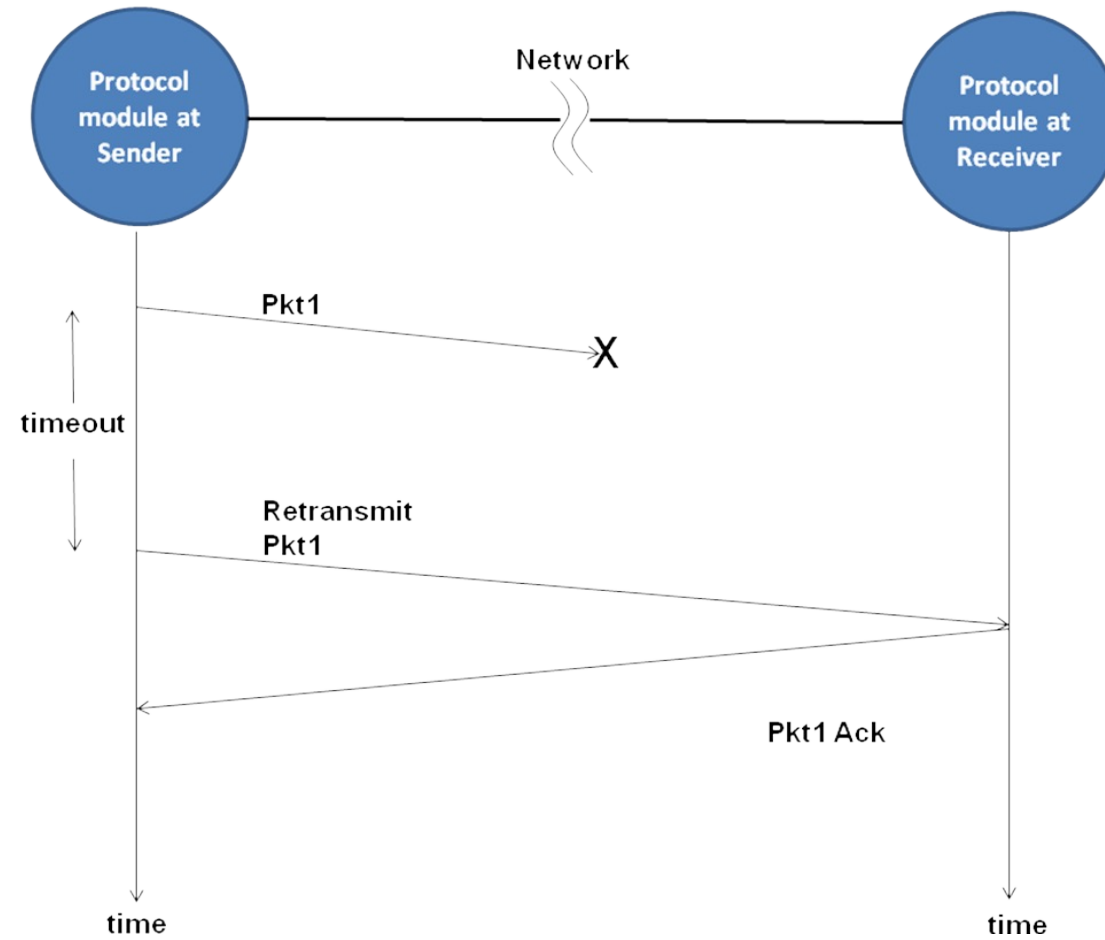 Protocol
module at
Sender
Network
Protocol
module at
Receiver
Pkt1
X
timeout
Retransmit
Pkt1
Pkt1 Ack
time
time